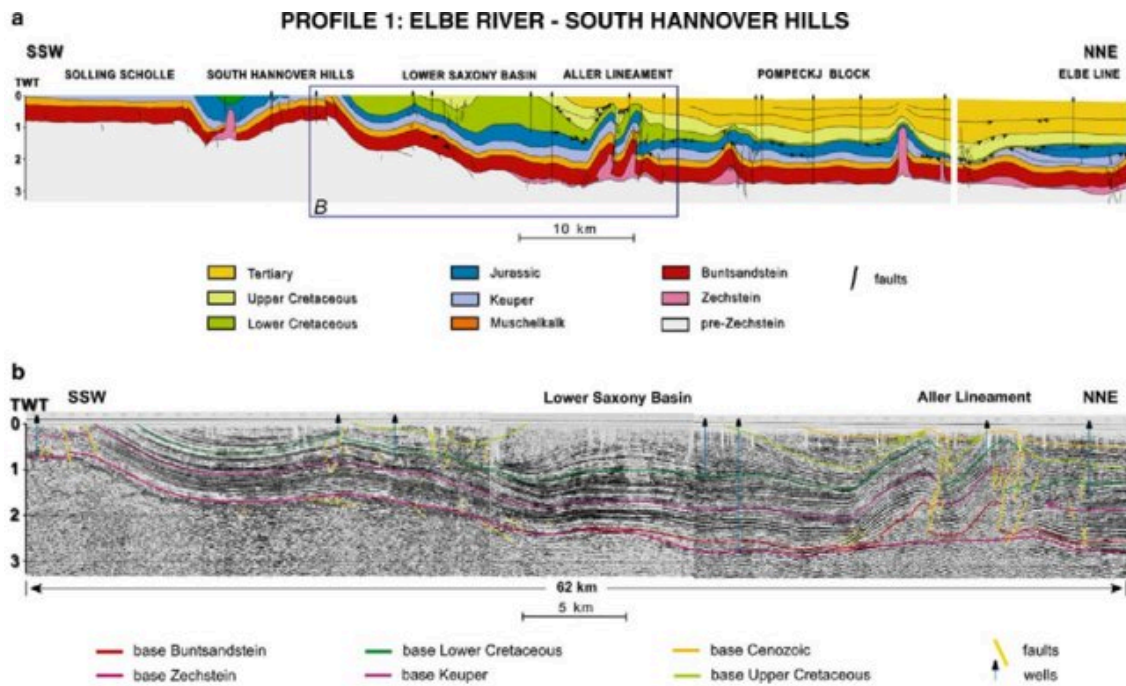 a PROFILE 1: ELBE RIVER - SOUTH HANNOVER HILLS
SSW NNE
SOLLING SCHOLLE SOUTH HANNOVER HILLS LOWER SAXONY BASIN ALLER LINEAMENT POMPECKJ BLOCK ELBE LINE
TWT
0
1
2
3
B
10 km
Tertiary Jurassic Buntsandstein faults
Upper Cretaceous Keuper Zechstein
Lower Cretaceous Muschelkalk pre-Zechstein
b
SSW Lower Saxony Basin Aller Lineament NNE
TWT
0
1
2
3
62 km
5 km
base Buntsandstein base Lower Cretaceous base Cenozoic faults
base Zechstein base Keuper base Upper Cretaceous wells